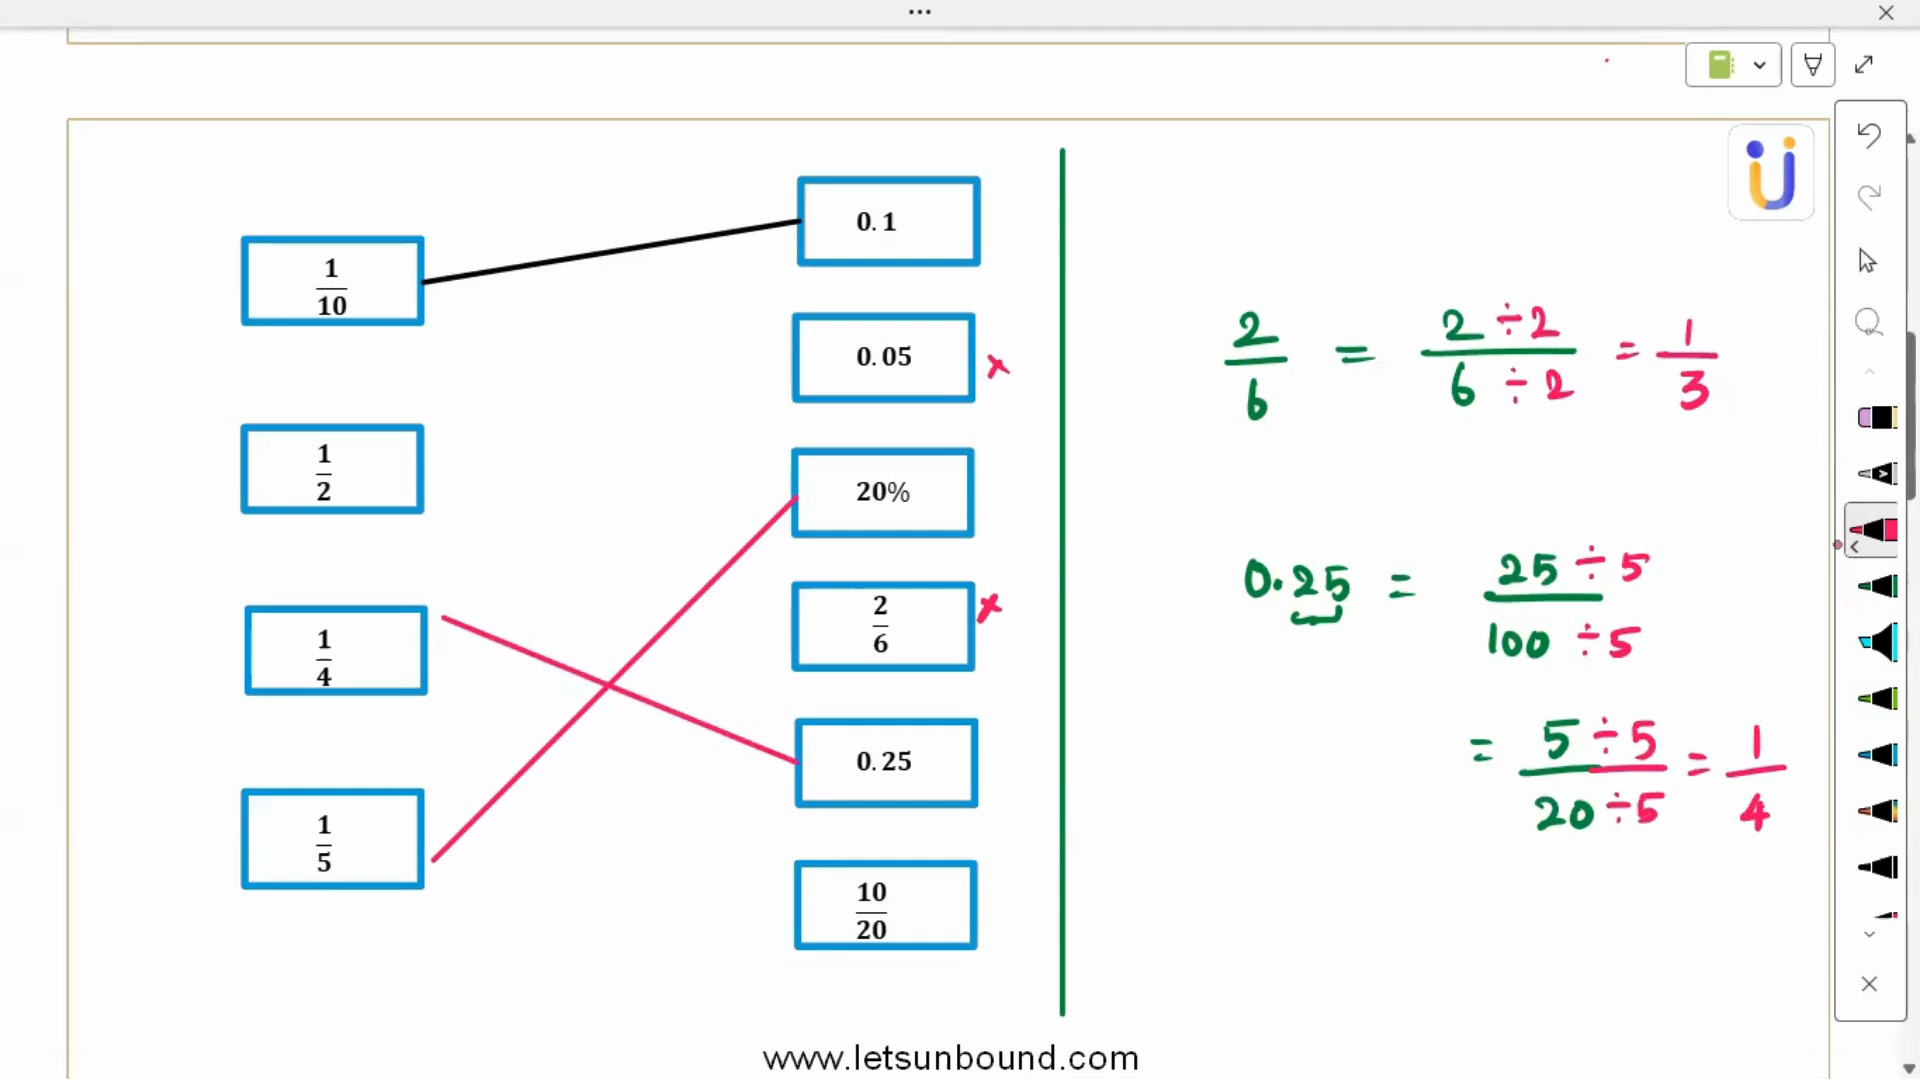 1/10
1/2
1/4
1/5
0.1
0.05 ×
20%
2/6 ×
0.25
10/20
2/6 = 2÷2/6÷2 = 1/3
0.25 = 25÷5/100÷5
= 5÷5/20÷5 = 1/4
www.letsunbound.com